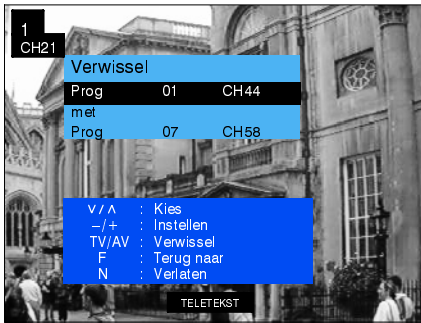 1
CH21
Verwissel
Prog 01 CH44
met
Prog 07 CH58
∨/∧ : Kies
–/+ : Instellen
TV/AV : Verwissel
F : Terug naar
N : Verlaten
TELETEKST